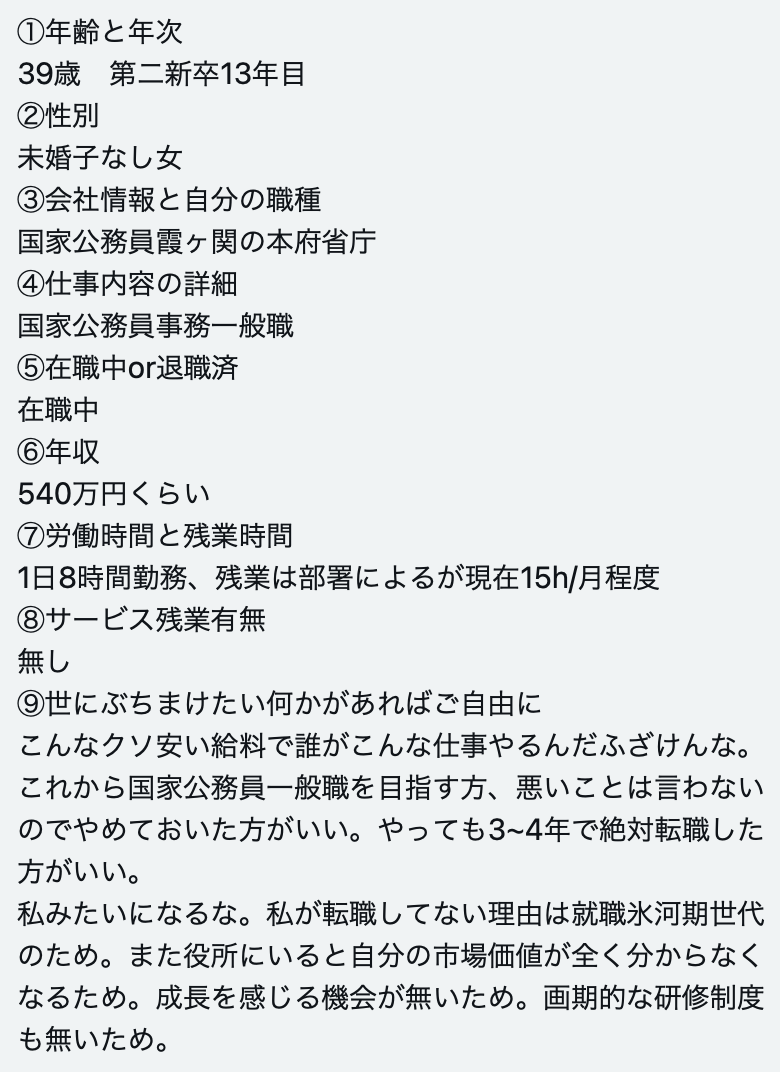 ①年齢と年次
39歳　第二新卒13年目
②性別
未婚子なし女
③会社情報と自分の職種
国家公務員霞ヶ関の本府省庁
④仕事内容の詳細
国家公務員事務一般職
⑤在職中or退職済
在職中
⑥年収
540万円くらい
⑦労働時間と残業時間
1日8時間勤務、残業は部署によるが現在15h/月程度
⑧サービス残業有無
無し
⑨世にぶちまけたい何かがあればご自由に
こんなクソ安い給料で誰がこんな仕事やるんだふざけんな。
これから国家公務員一般職を目指す方、悪いことは言わない
のでやめておいた方がいい。やっても3~4年で絶対転職した
方がいい。
私みたいになるな。私が転職してない理由は就職氷河期世代
のため。また役所にいると自分の市場価値が全く分からなく
なるため。成長を感じる機会が無いため。画期的な研修制度
も無いため。